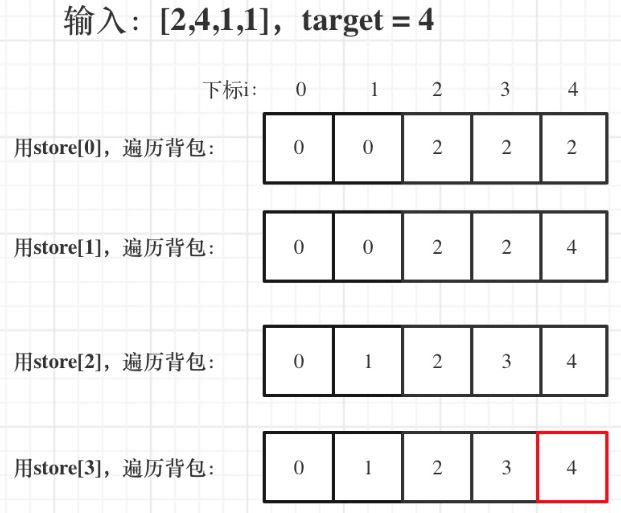 输入：[2,4,1,1]，target = 4
下标i： 0 1 2 3 4
用store[0]，遍历背包： 0 0 2 2 2
用store[1]，遍历背包： 0 0 2 2 4
用store[2]，遍历背包： 0 1 2 3 4
用store[3]，遍历背包： 0 1 2 3 4